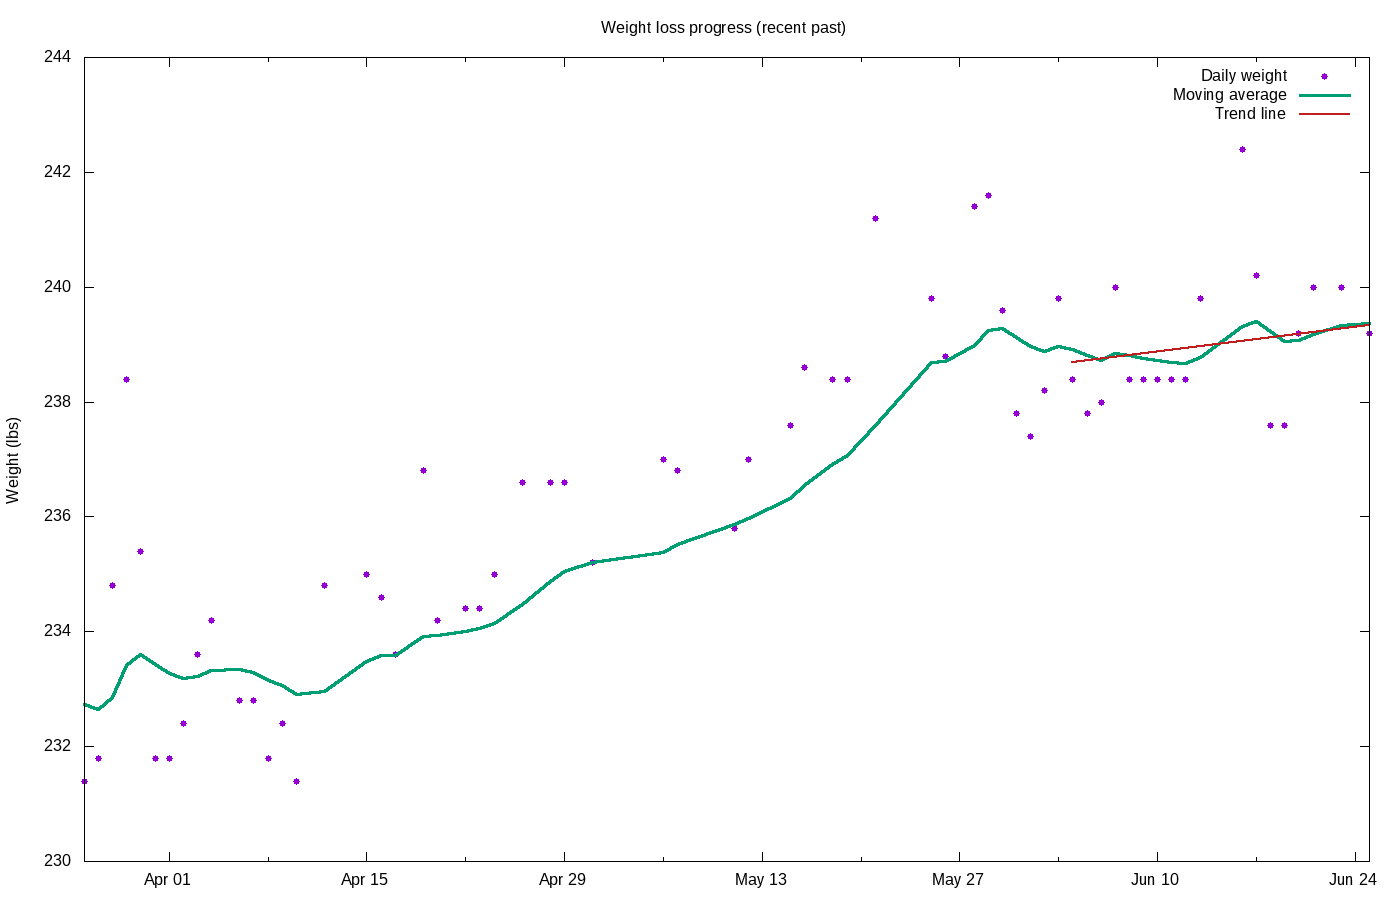 Weight loss progress (recent past)
244
242
240
238
236
234
232
230
Weight (lbs)
Daily weight
Moving average
Trend line
Apr 01
Apr 15
Apr 29
May 13
May 27
Jun 10
Jun 24